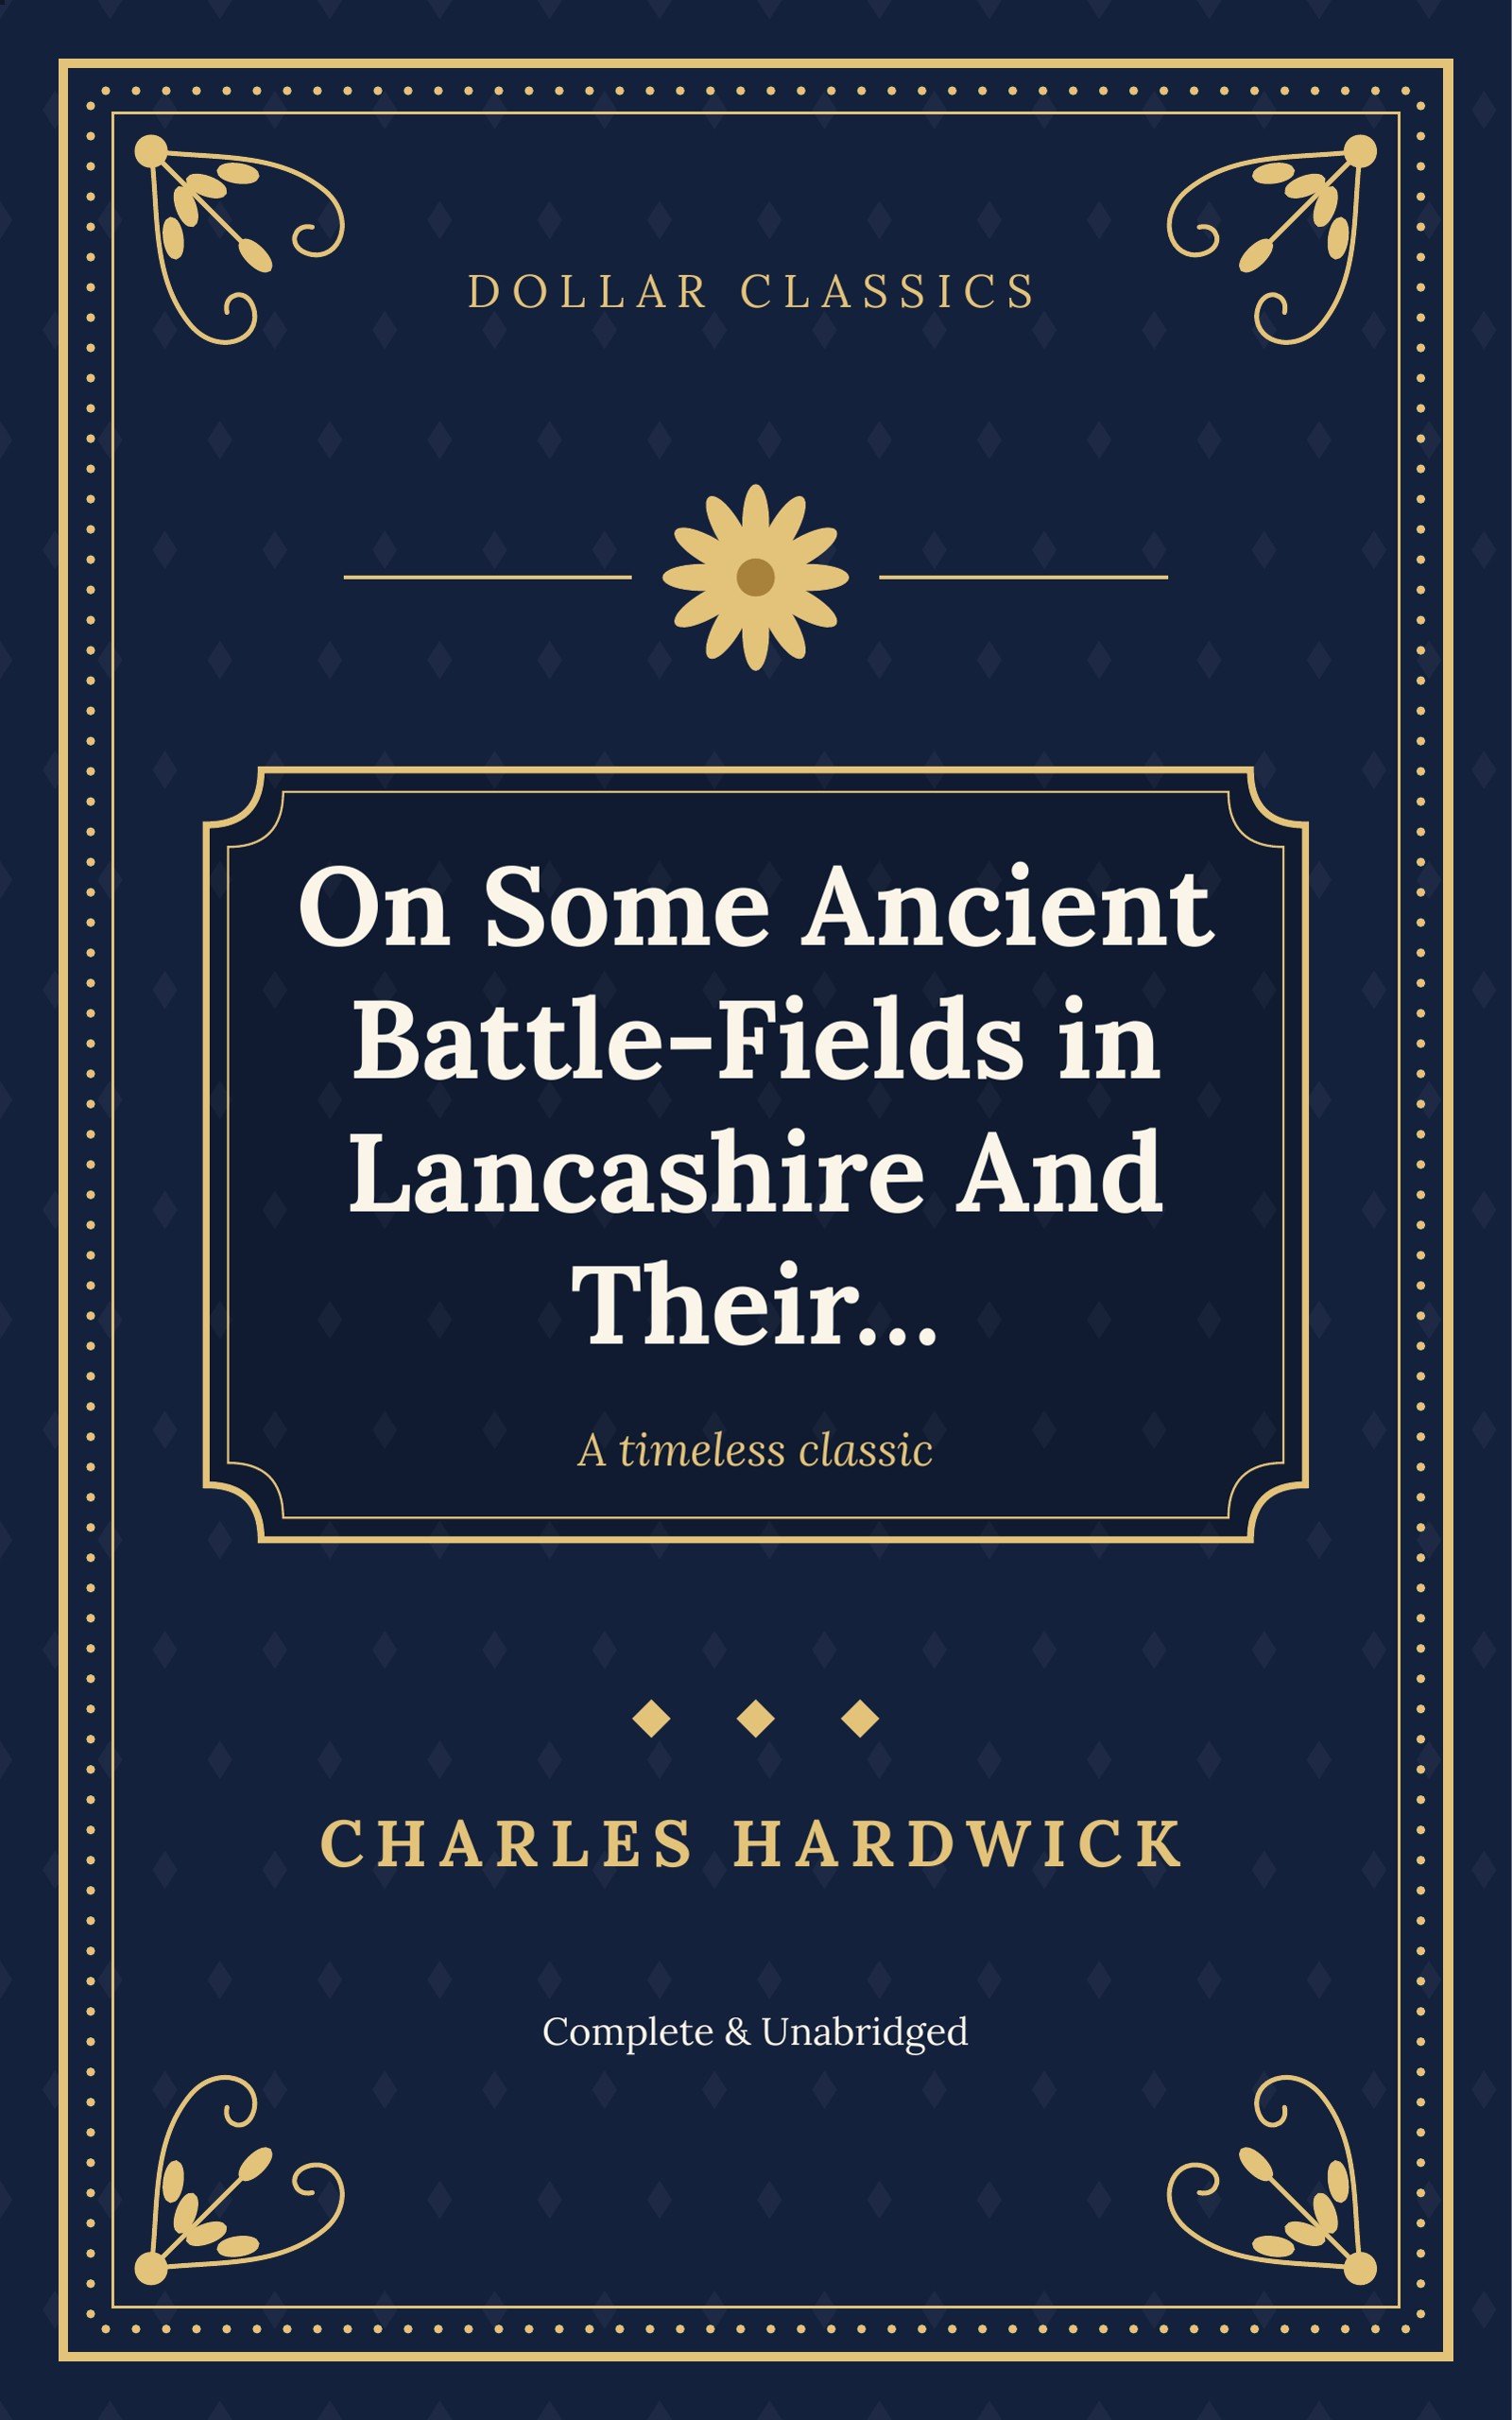 DOLLAR CLASSICS
On Some Ancient
Battle-Fields in
Lancashire And
Their...
A timeless classic
CHARLES HARDWICK
Complete & Unabridged